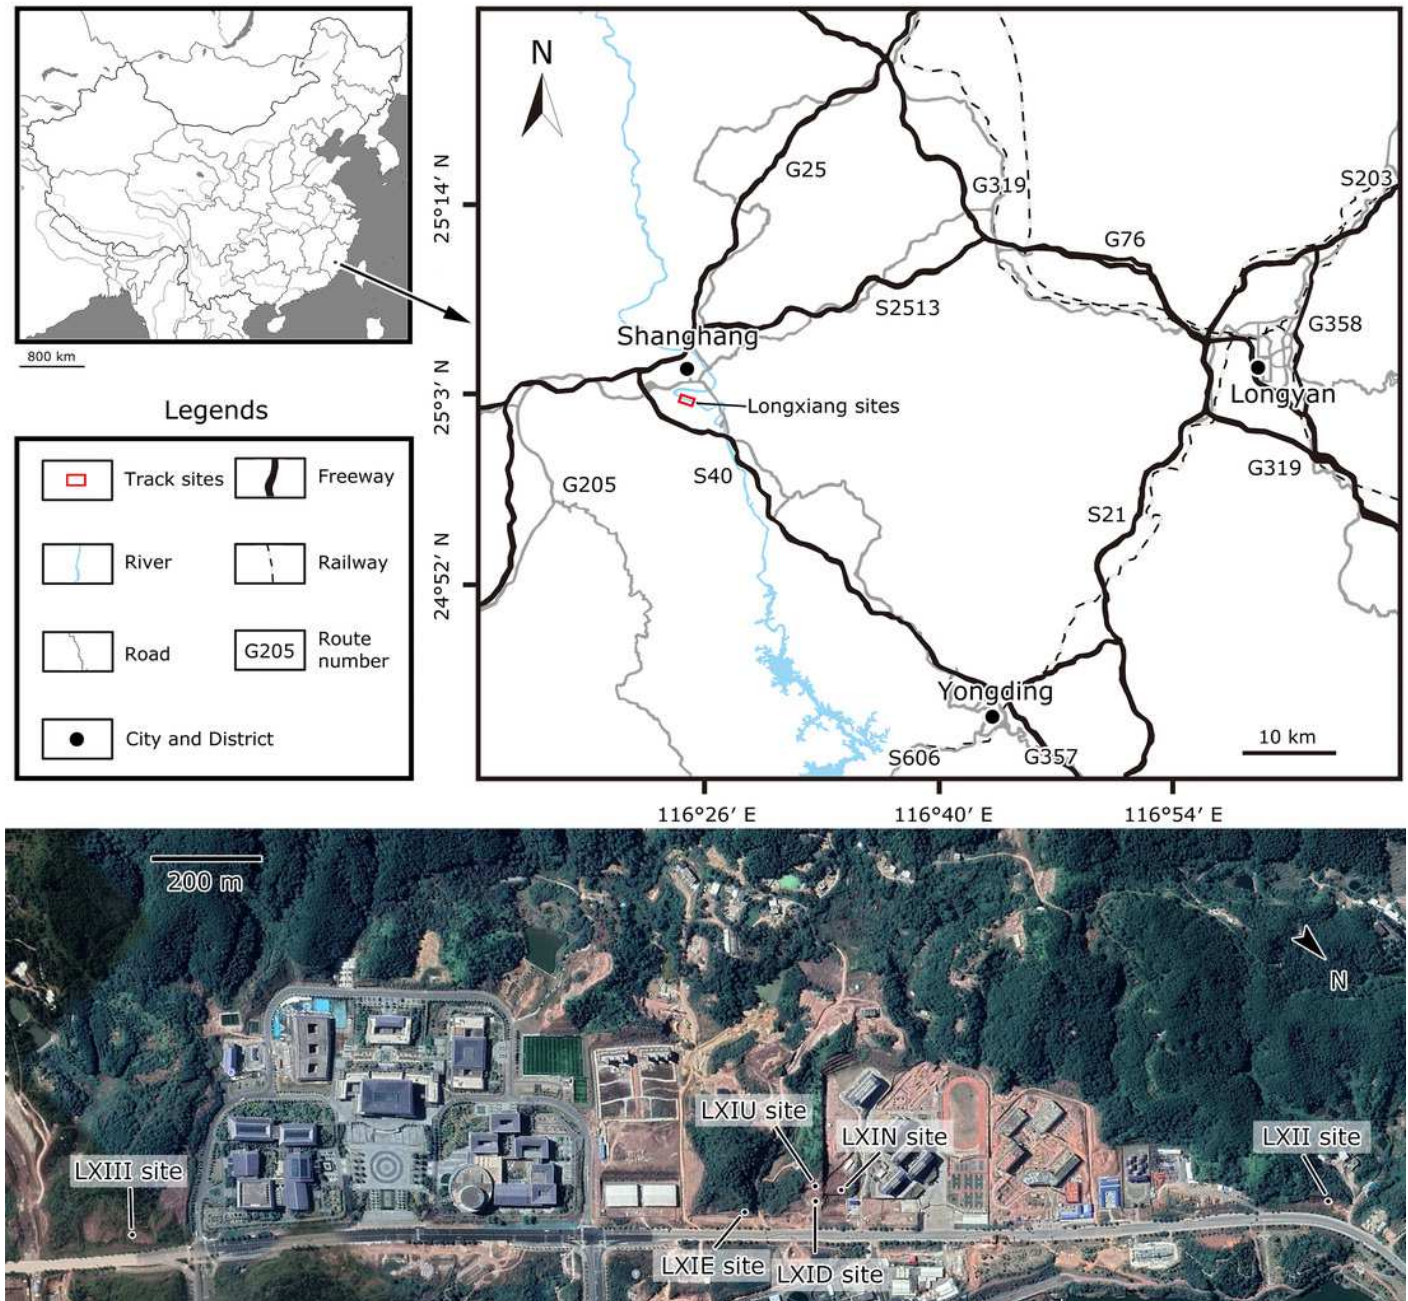 800 km
Legends
Track sites
Freeway
River
Railway
Road
G205
Route
number
City and District
N
25°14′ N
25°3′ N
24°52′ N
G25
G319
S203
G76
S2513
G358
Shanghang
Longyan
Longxiang sites
G205
S40
G319
S21
Yongding
S606
G357
10 km
116°26′ E
116°40′ E
116°54′ E
200 m
N
LXIU site
LXIN site
LXII site
LXIII site
LXIE site
LXID site